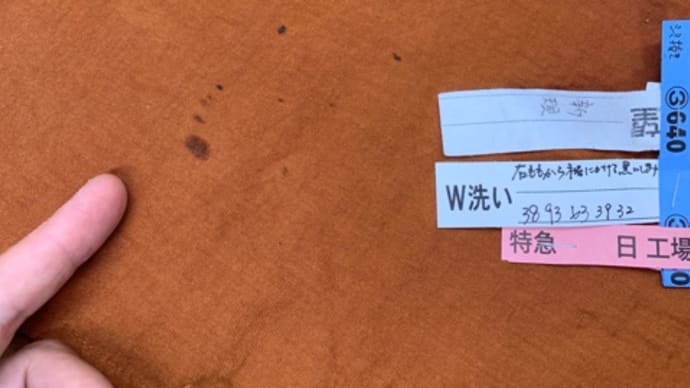 ③640
W洗い
右ももから裾にかけて黒いしみ
38 93 63 39 32
特急 日 工場